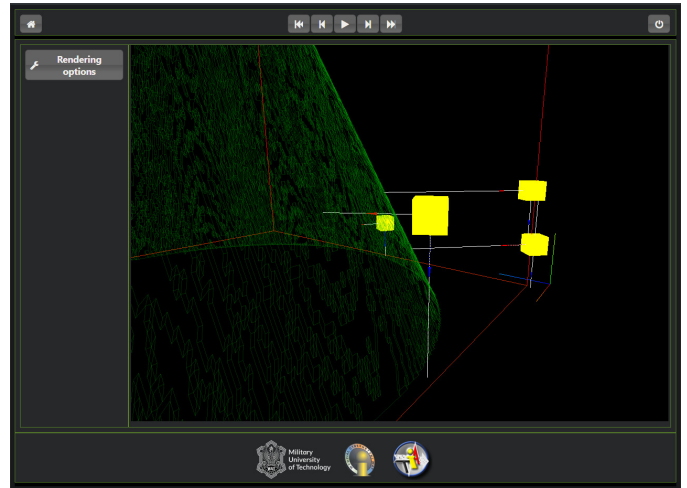 Rendering
options
Military
University
of Technology